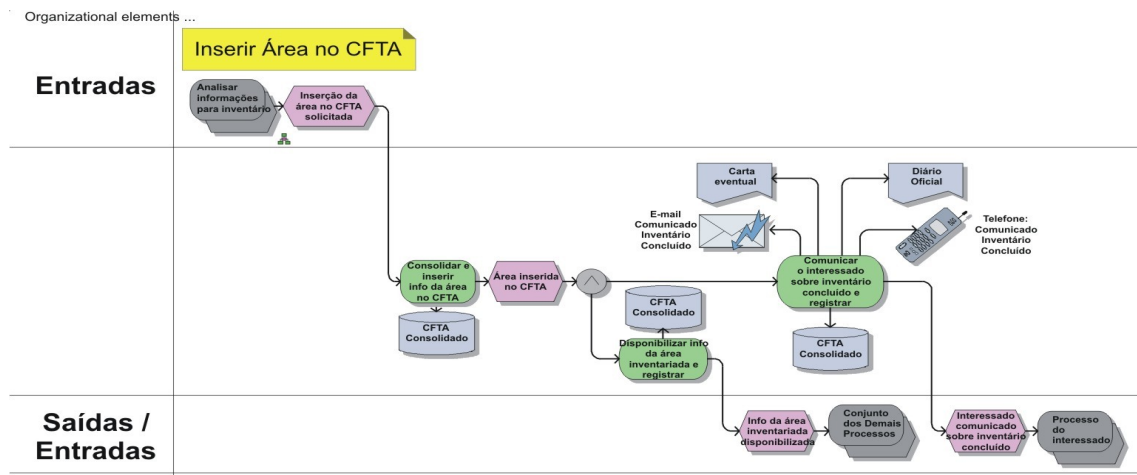 Organizational elements ...
Inserir Área no CFTA
Entradas
Analisar
informações
para inventário
Inserção da
área no CFTA
solicitada
Carta
eventual
Diário
Oficial
E-mail
Comunicado
Inventário
Concluído
Telefone:
Comunicado
Inventário
Concluído
Consolidar e
inserir
info da área
no CFTA
Área inserida
no CFTA
Comunicar
o interessado
sobre inventário
concluído e
registrar
CFTA
Consolidado
CFTA
Consolidado
CFTA
Consolidado
Disponibilizar info
da área
inventariada e
registrar
Saídas /
Entradas
Info da área
inventariada
disponibilizada
Conjunto
dos Demais
Processos
Interessado
comunicado
sobre inventário
concluído
Processo
do
interessado